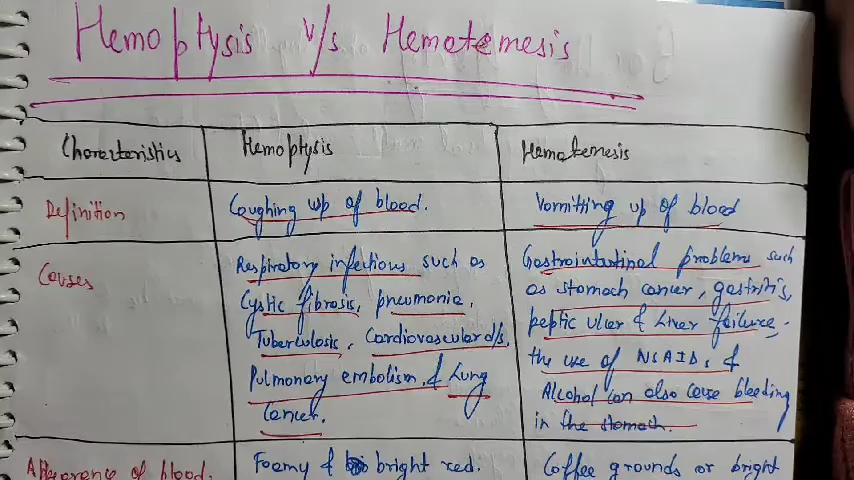 Hemoptysis v/s Hemetemesis
Characteristics
Hemoptysis
Hematemesis
Definition
Coughing up of blood.
Vomitting up of blood
Causes
Respiratory infectious such as
Cystic fibrosis, pneumonia,
Tuberculosis, Cardiovascular d/s,
Pulmonary embolism, & Lung
Cancer.
Gastrointestinal problems such
as stomach cancer, gastritis,
peptic ulcer & Liver failure.
the use of NSAIDs, &
Alcohol can also cause bleeding
in the stomach.
Appearance of blood.
Foamy & bright red.
Coffee grounds or bright